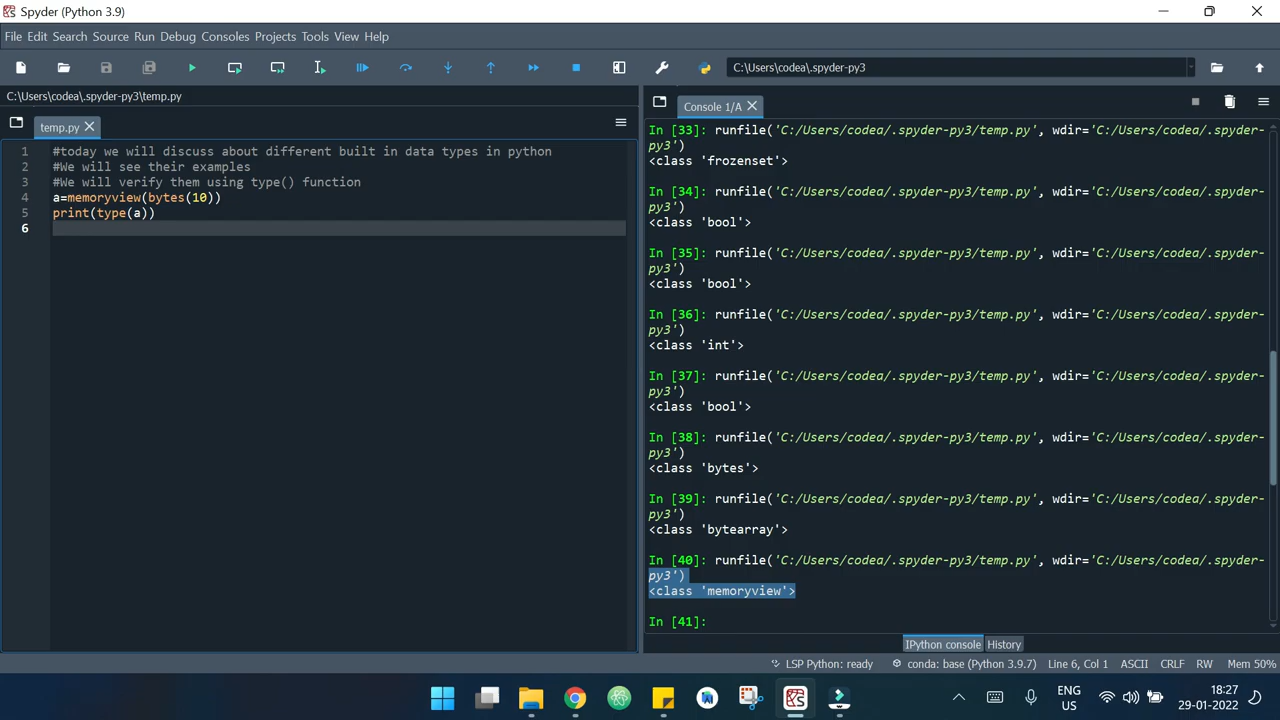 Spyder (Python 3.9)
File Edit Search Source Run Debug Consoles Projects Tools View Help
C:\Users\codea\.spyder-py3
C:\Users\codea\.spyder-py3\temp.py
temp.py
1 #today we will discuss about different built in data types in python
2 #We will see their examples
3 #We will verify them using type() function
4 a=memoryview(bytes(10))
5 print(type(a))
6
Console 1/A
In [33]: runfile('C:/Users/codea/.spyder-py3/temp.py', wdir='C:/Users/codea/.spyder-
py3')
<class 'frozenset'>
In [34]: runfile('C:/Users/codea/.spyder-py3/temp.py', wdir='C:/Users/codea/.spyder-
py3')
<class 'bool'>
In [35]: runfile('C:/Users/codea/.spyder-py3/temp.py', wdir='C:/Users/codea/.spyder-
py3')
<class 'bool'>
In [36]: runfile('C:/Users/codea/.spyder-py3/temp.py', wdir='C:/Users/codea/.spyder-
py3')
<class 'int'>
In [37]: runfile('C:/Users/codea/.spyder-py3/temp.py', wdir='C:/Users/codea/.spyder-
py3')
<class 'bool'>
In [38]: runfile('C:/Users/codea/.spyder-py3/temp.py', wdir='C:/Users/codea/.spyder-
py3')
<class 'bytes'>
In [39]: runfile('C:/Users/codea/.spyder-py3/temp.py', wdir='C:/Users/codea/.spyder-
py3')
<class 'bytearray'>
In [40]: runfile('C:/Users/codea/.spyder-py3/temp.py', wdir='C:/Users/codea/.spyder-
py3')
<class 'memoryview'>
In [41]:
IPython console History
LSP Python: ready conda: base (Python 3.9.7) Line 6, Col 1 ASCII CRLF RW Mem 50%
ENG
US
18:27
29-01-2022